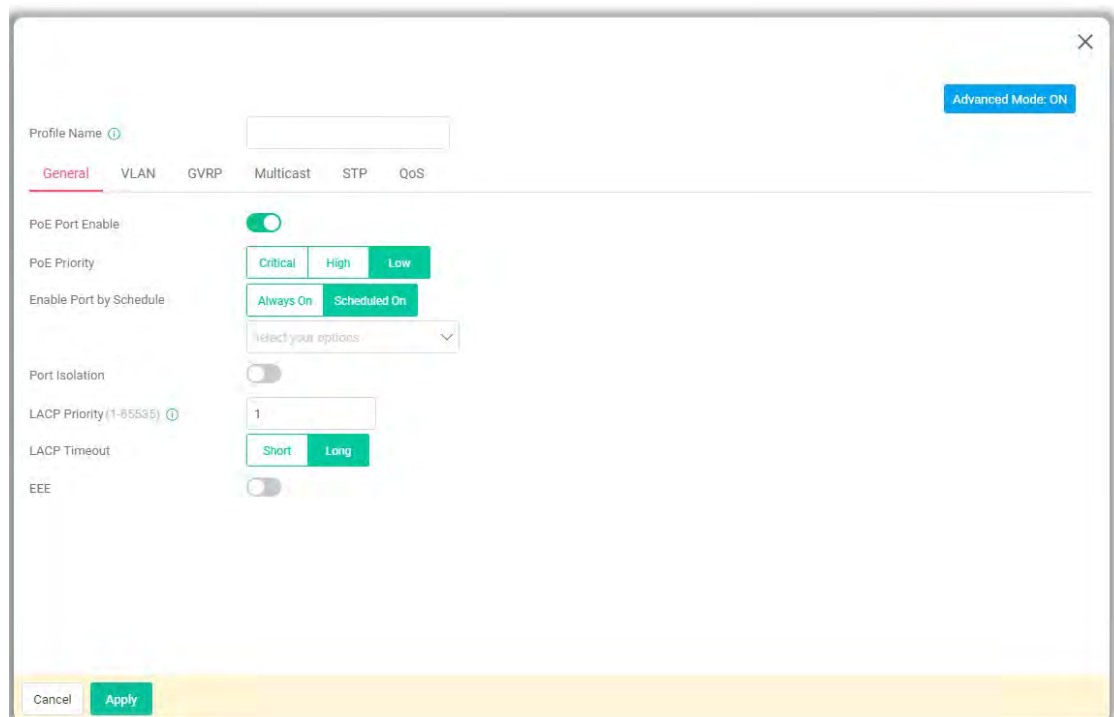 Advanced Mode: ON
Profile Name
General VLAN GVRP Multicast STP QoS
PoE Port Enable
PoE Priority Critical High Low
Enable Port by Schedule Always On Scheduled On
Select your options
Port Isolation
LACP Priority (1-65535) 1
LACP Timeout Short Long
EEE
Cancel Apply